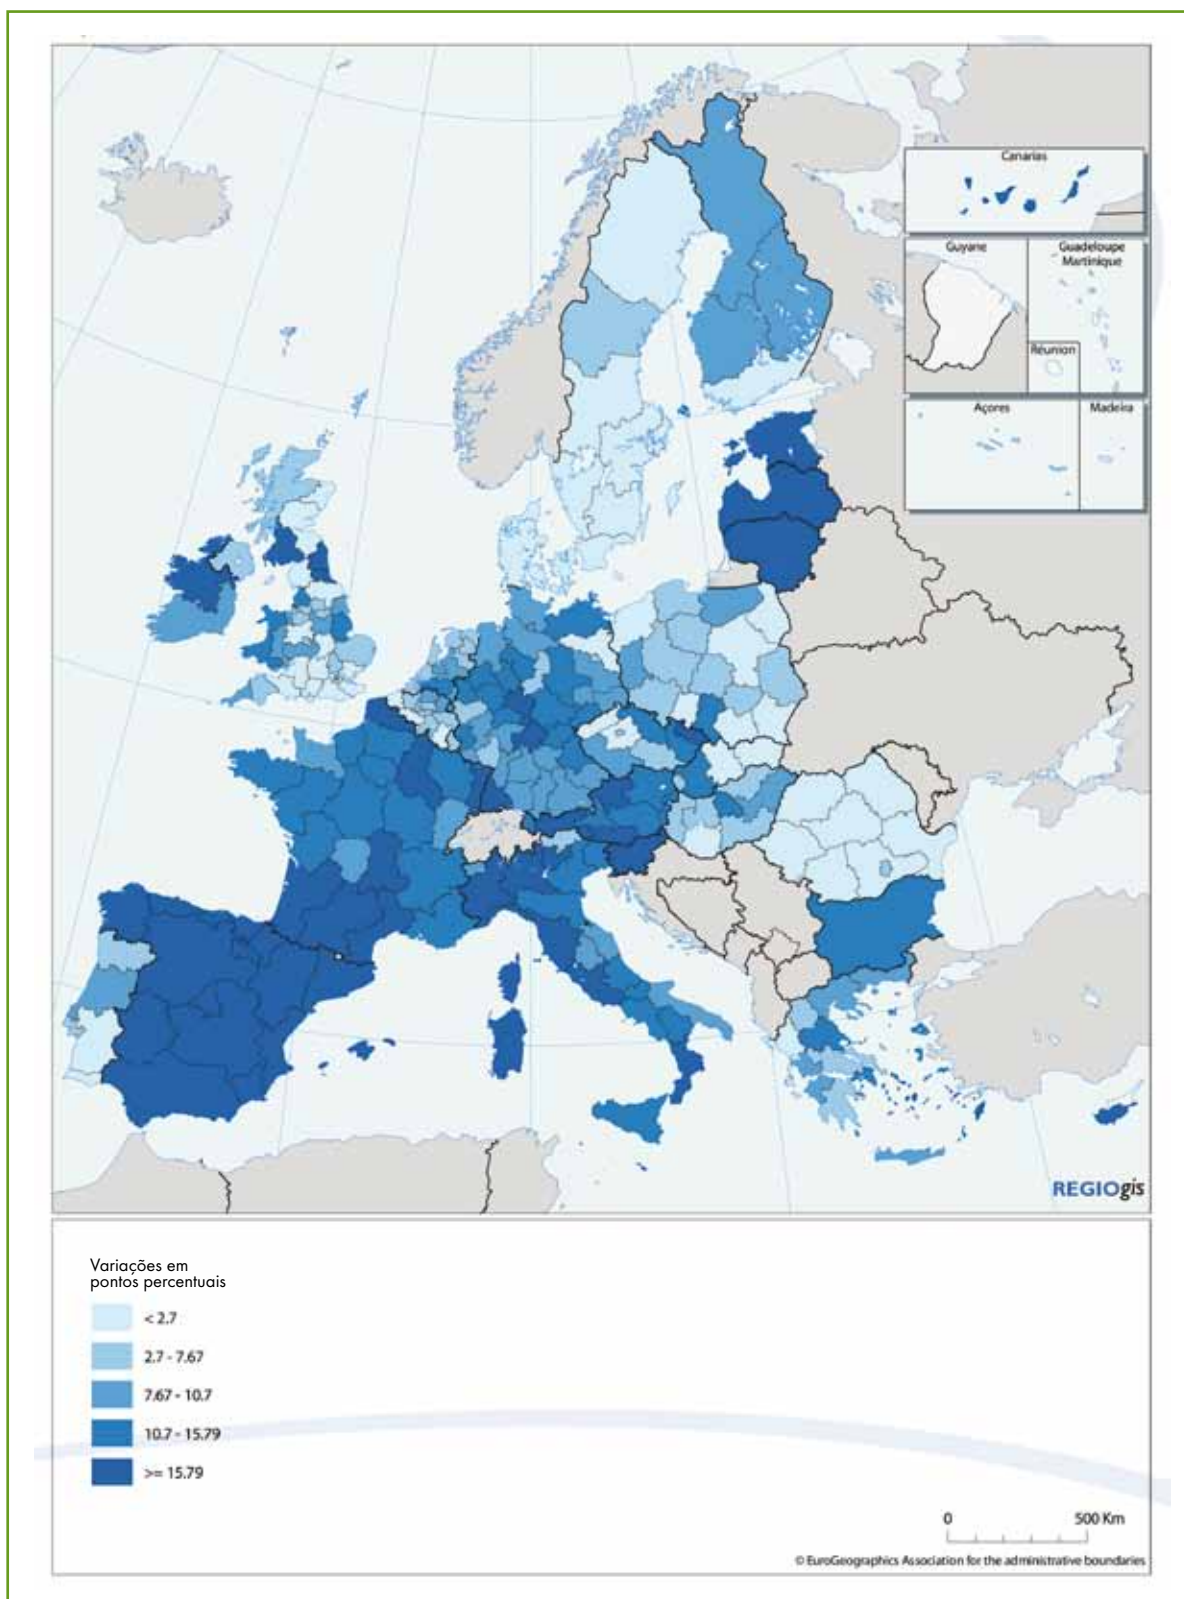 Canarias
Guyane
Guadeloupe
Martinique
Réunion
Açores
Madeira
REGIOgis
Variações em
pontos percentuais
< 2.7
2.7 - 7.67
7.67 - 10.7
10.7 - 15.79
>= 15.79
0 500 Km
© EuroGeographics Association for the administrative boundaries